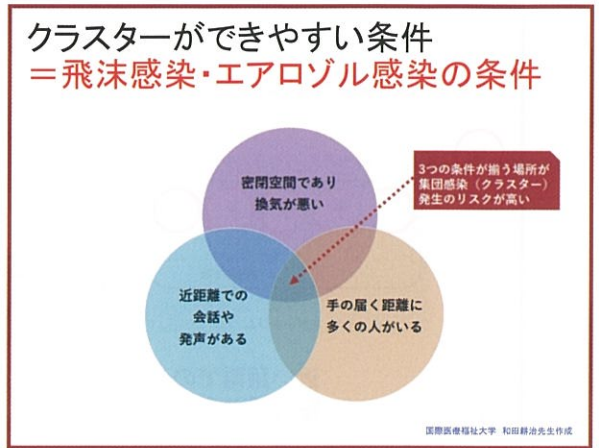 クラスターができやすい条件
＝飛沫感染・エアロゾル感染の条件
密閉空間であり
換気が悪い
3つの条件が揃う場所が
集団感染（クラスター）
発生のリスクが高い
近距離での
会話や
発声がある
手の届く距離に
多くの人がいる
国際医療福祉大学 和田耕治先生作成